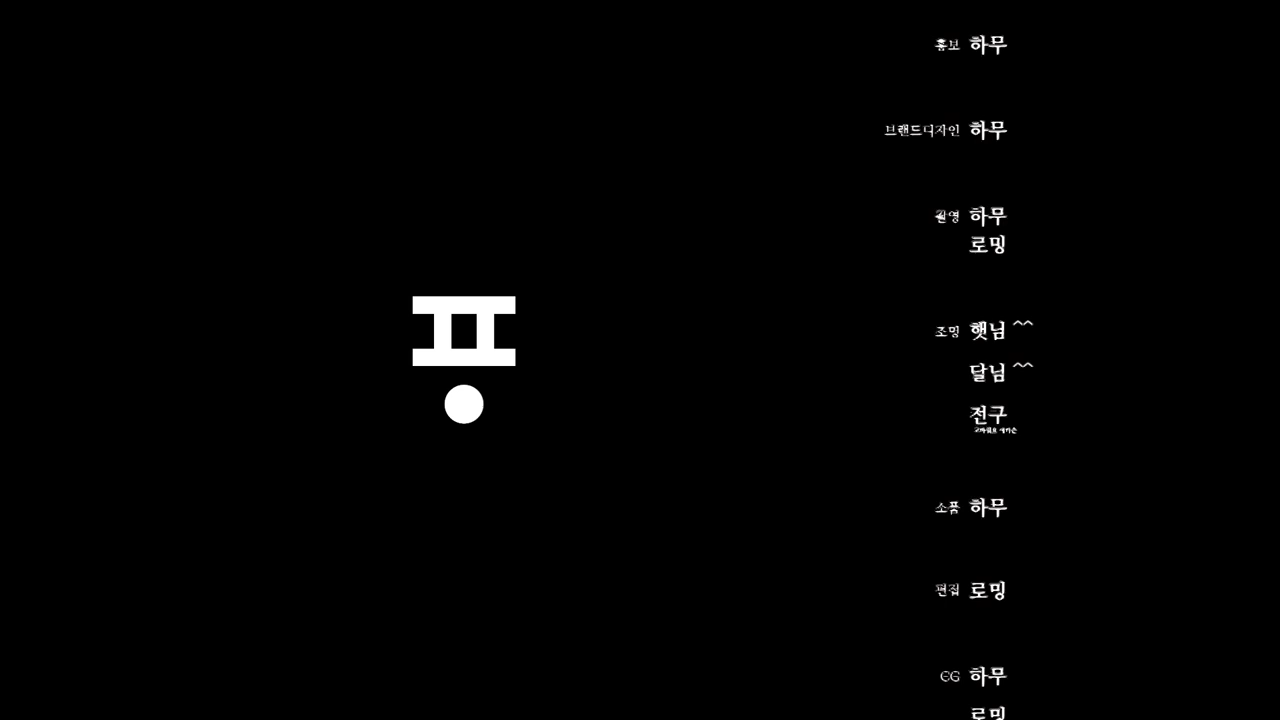 퓽
홍보 하무
브랜드디자인 하무
촬영 하무
로밍
조명 햇님 ^^
달님 ^^
전구
소품 하무
편집 로밍
CG 하무
로밍